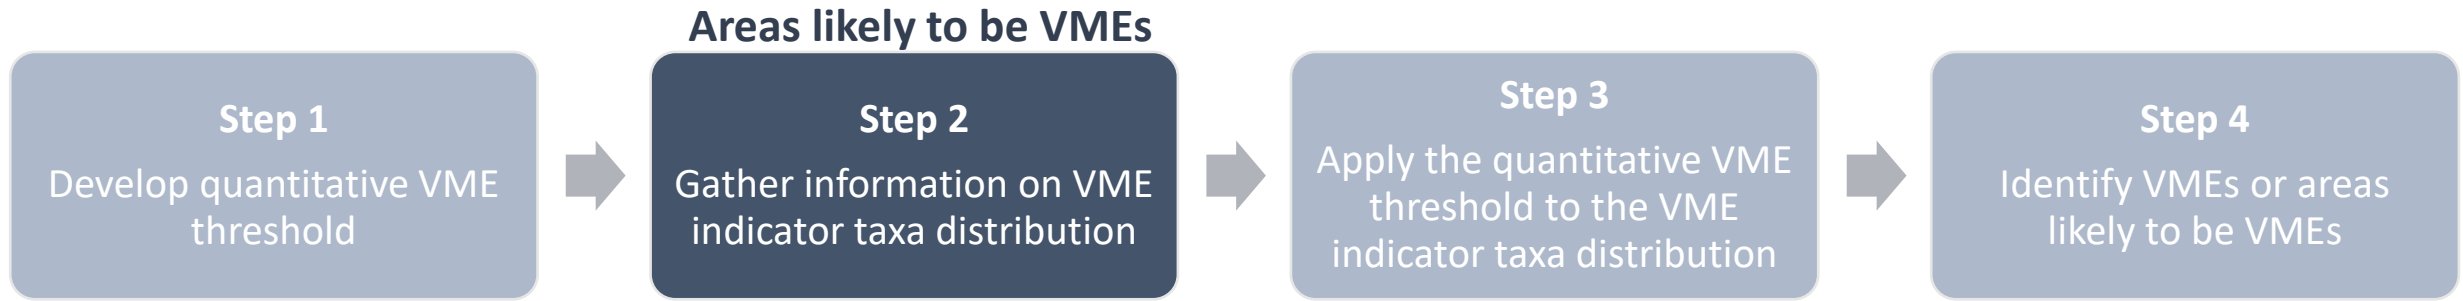 Areas likely to be VMEs
Step 1
Develop quantitative VME
threshold
Step 2
Gather information on VME
indicator taxa distribution
Step 3
Apply the quantitative VME
threshold to the VME
indicator taxa distribution
Step 4
Identify VMEs or areas
likely to be VMEs